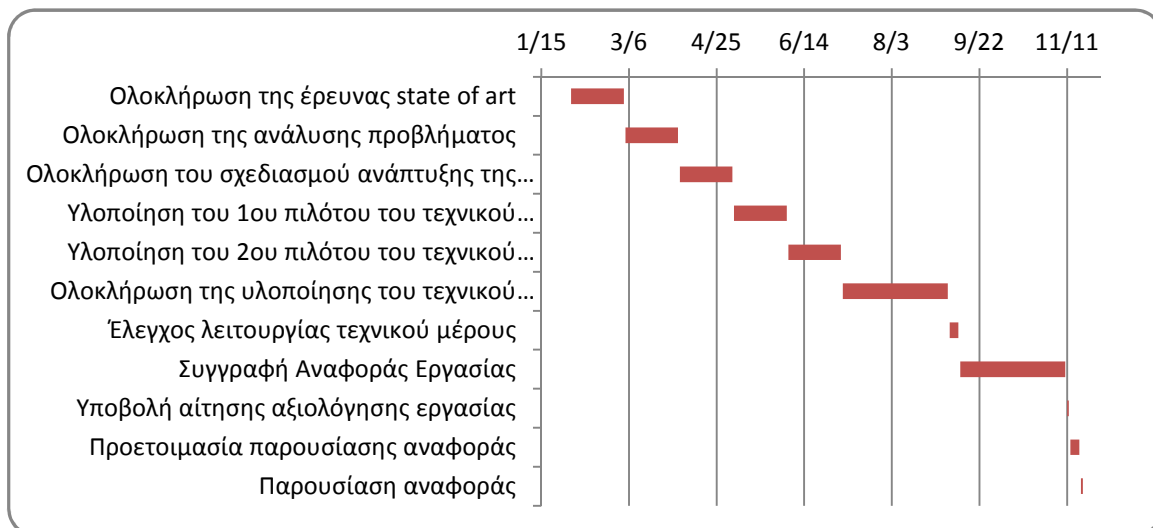 1/15 3/6 4/25 6/14 8/3 9/22 11/11
Ολοκλήρωση της έρευνας state of art
Ολοκλήρωση της ανάλυσης προβλήματος
Ολοκλήρωση του σχεδιασμού ανάπτυξης της...
Υλοποίηση του 1ου πιλότου του τεχνικού...
Υλοποίηση του 2ου πιλότου του τεχνικού...
Ολοκλήρωση της υλοποίησης του τεχνικού...
Έλεγχος λειτουργίας τεχνικού μέρους
Συγγραφή Αναφοράς Εργασίας
Υποβολή αίτησης αξιολόγησης εργασίας
Προετοιμασία παρουσίασης αναφοράς
Παρουσίαση αναφοράς